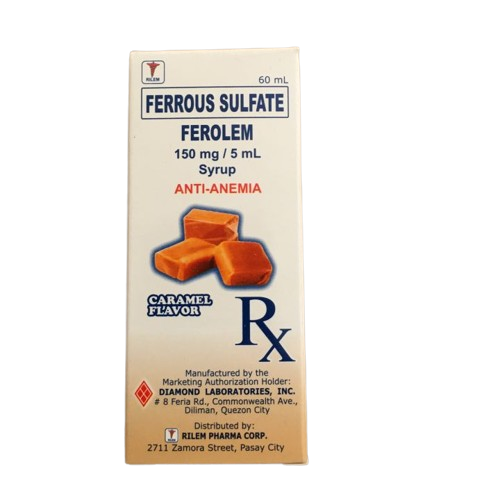 RILEM
60 mL
FERROUS SULFATE
FEROLEM
150 mg / 5 mL
Syrup
ANTI-ANEMIA
CARAMEL
FLAVOR
Rx
Manufactured by the
Marketing Authorization Holder:
DIAMOND LABORATORIES, INC.
# 8 Feria Rd., Commonwealth Ave.,
Diliman, Quezon City
Distributed by:
RILEM
RILEM PHARMA CORP.
2711 Zamora Street, Pasay City